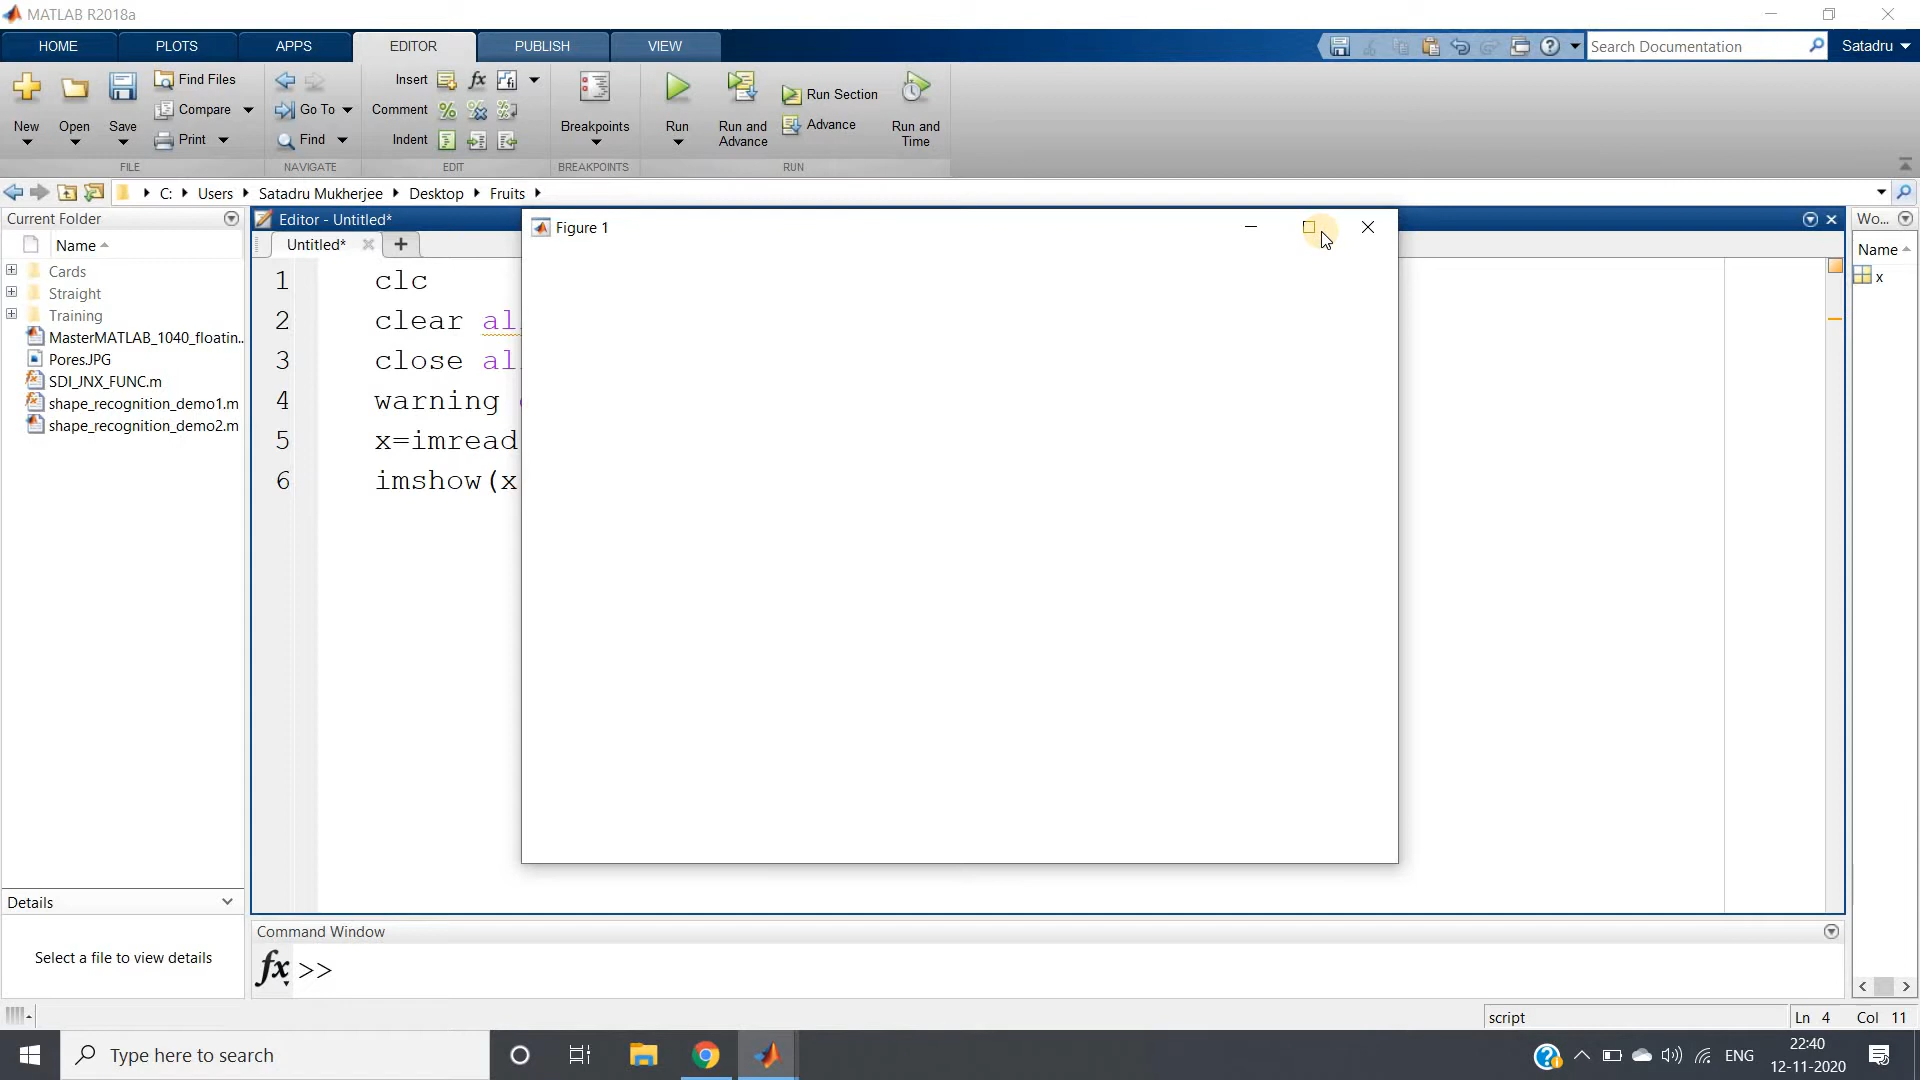 MATLAB R2018a
HOME
PLOTS
APPS
EDITOR
PUBLISH
VIEW
Search Documentation
Satadru
New
Open
Save
Find Files
Compare
Print
FILE
Go To
Find
NAVIGATE
Insert
Comment
Indent
EDIT
Breakpoints
BREAKPOINTS
Run
Run and
Advance
Run Section
Advance
Run and
Time
RUN
C:
Users
Satadru Mukherjee
Desktop
Fruits
Current Folder
Name
Cards
Straight
Training
MasterMATLAB_1040_floatin..
Pores.JPG
SDI_JNX_FUNC.m
shape_recognition_demo1.m
shape_recognition_demo2.m
Details
Select a file to view details
Editor - Untitled*
Untitled*
1 clc
2 clear al
3 close al
4 warning
5 x=imread
6 imshow(x
Figure 1
Wo...
Name
x
Command Window
fx >>
script
Ln 4
Col 11
Type here to search
ENG
22:40
12-11-2020